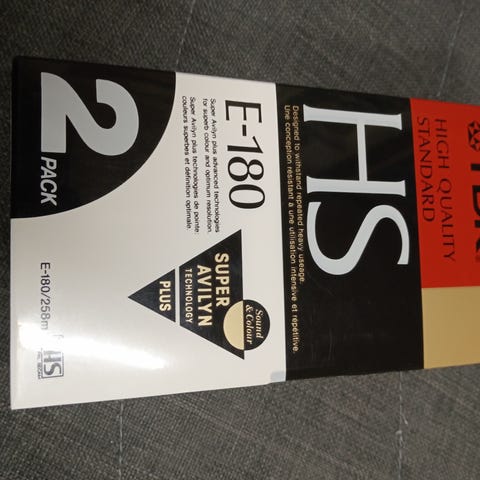 TDK
HIGH QUALITY
STANDARD
HS
Designed to withstand repeated heavy useage.
Une conception résistant à une utilisation intensive et répétitive.
E-180
Super Avilyn plus advanced technologies
for superb colour and optimum resolution.
Super Avilyn plus technologies de pointe:
couleurs superbes et définition optimale.
Sound
& Colour
SUPER
AVILYN
TECHNOLOGY
PLUS
2 PACK
E-180/258m
VHS